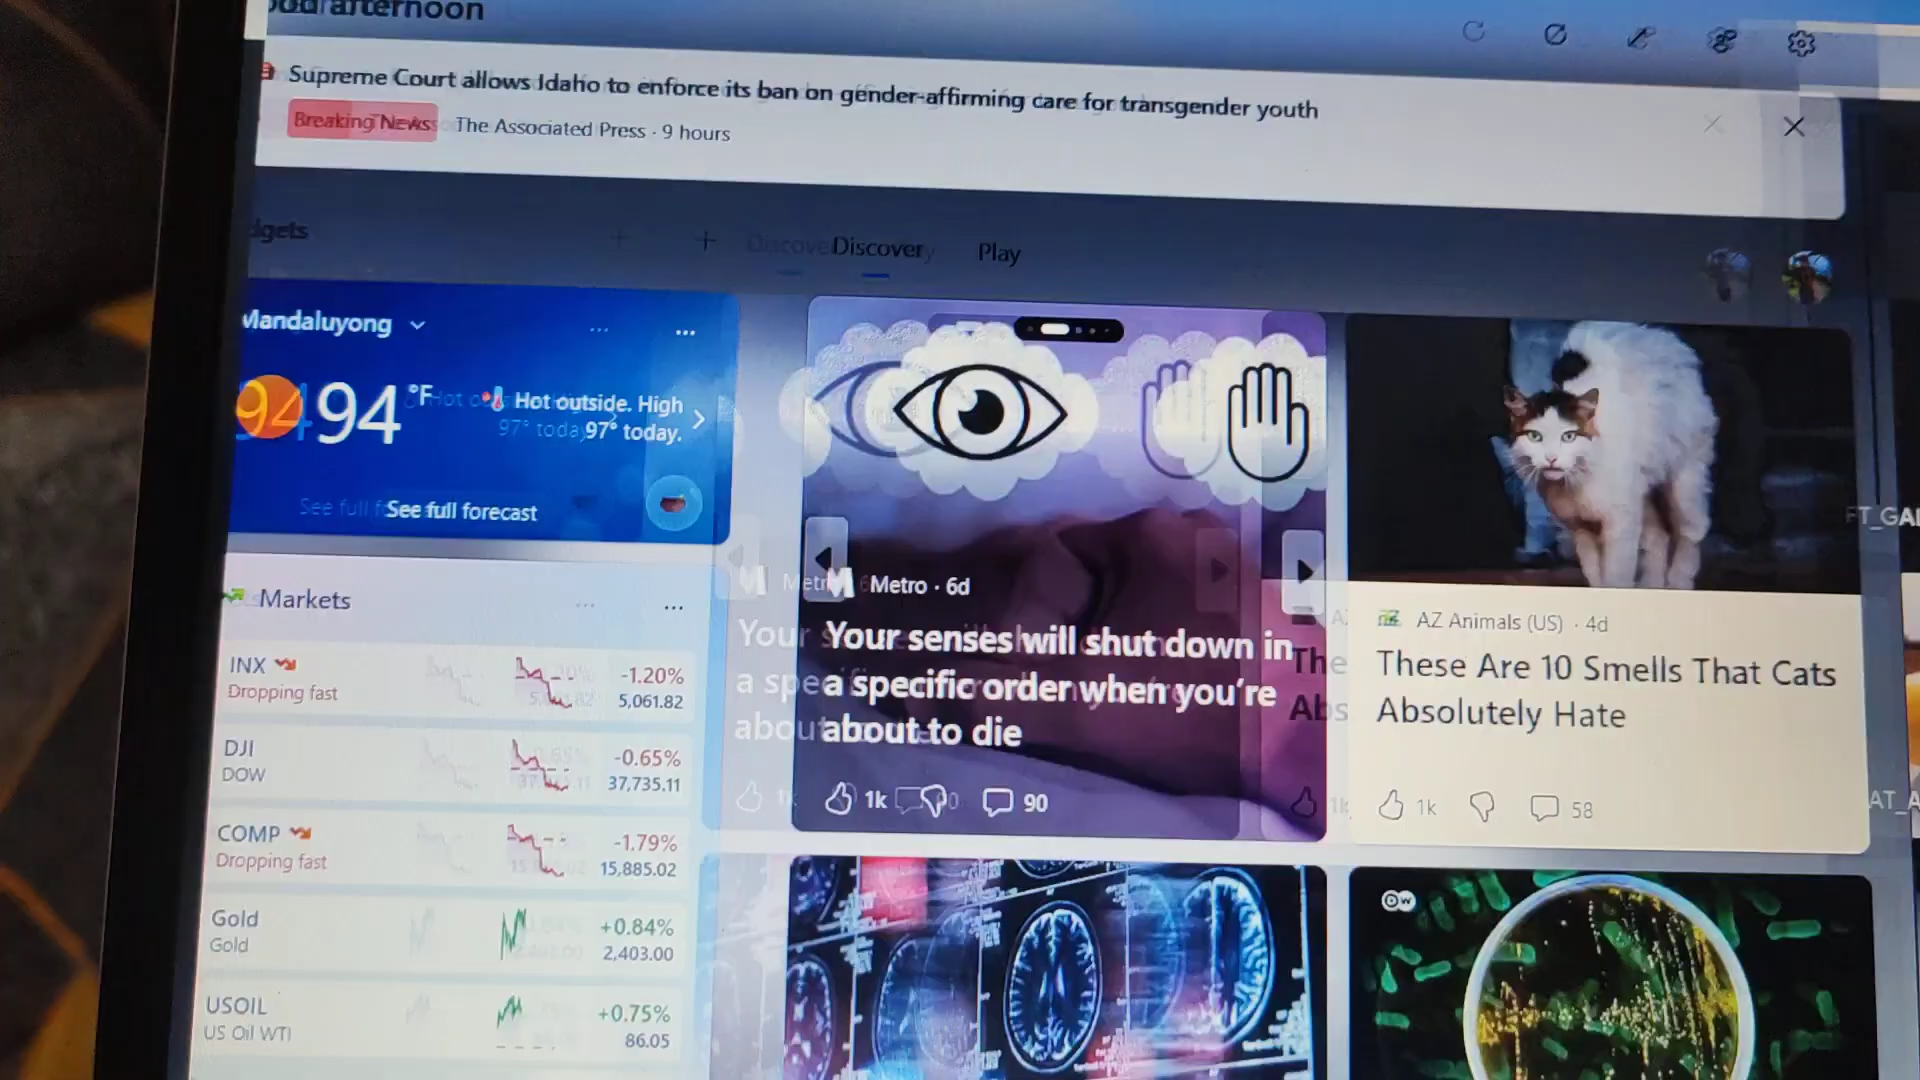 afternoon
Supreme Court allows Idaho to enforce its ban on gender-affirming care for transgender youth
Breaking News The Associated Press · 9 hours
Discovery Play
Mandaluyong
94 °F
Hot outside. High
97° today.
See full forecast
Markets
INX -1.20%
Dropping fast 5,061.82
DJI -0.65%
DOW 37,735.11
COMP -1.79%
Dropping fast 15,885.02
Gold +0.84%
Gold 2,403.00
USOIL +0.75%
US Oil WTI 86.05
Metro · 6d
Your senses will shut down in
a specific order when you're
about to die
1k 90
AZ Animals (US) · 4d
These Are 10 Smells That Cats
Absolutely Hate
1k 58
DW